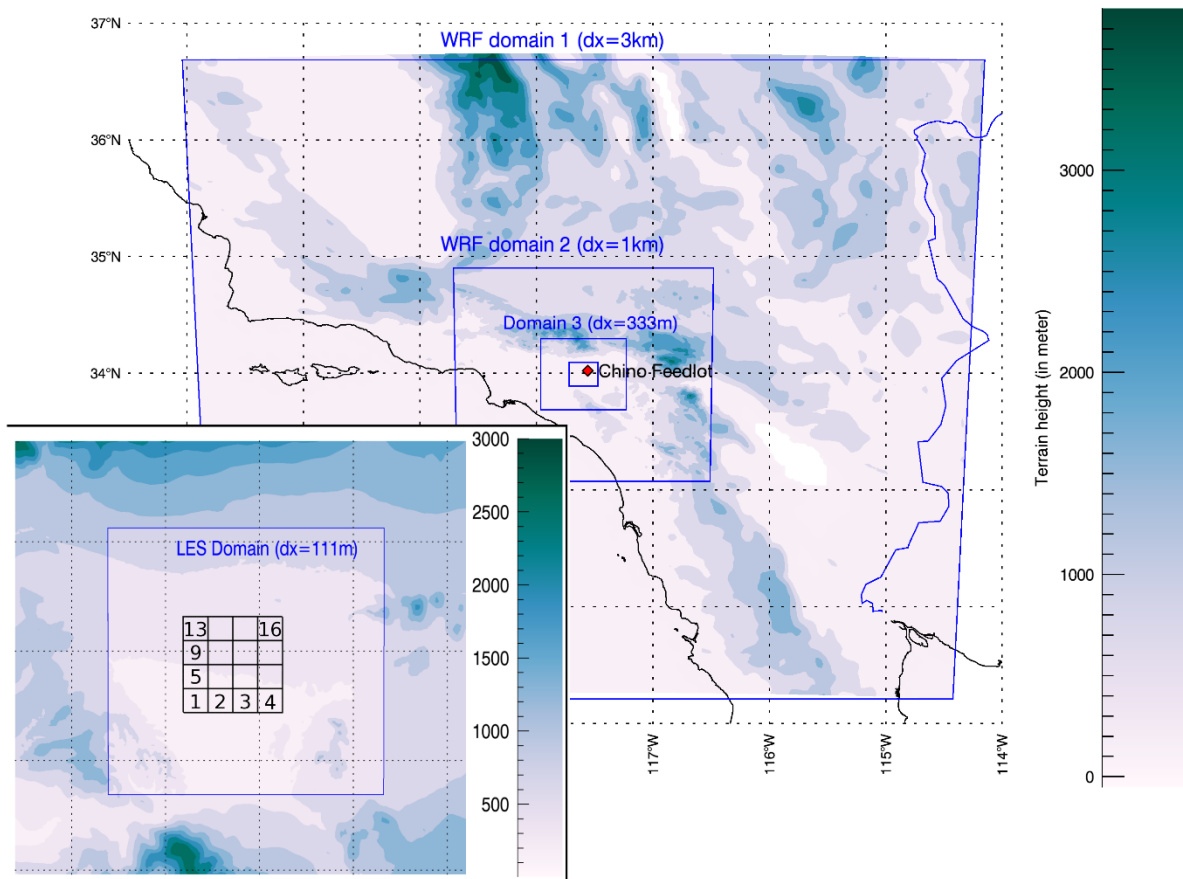 37°N
WRF domain 1 (dx=3km)
36°N
3000
35°N
WRF domain 2 (dx=1km)
Domain 3 (dx=333m)
34°N
Chino Feedlot
2000
Terrain height (in meter)
1000
0
117°W
116°W
115°W
114°W
3000
2500
2000
1500
1000
500
LES Domain (dx=111m)
13 16
9
5
1 2 3 4